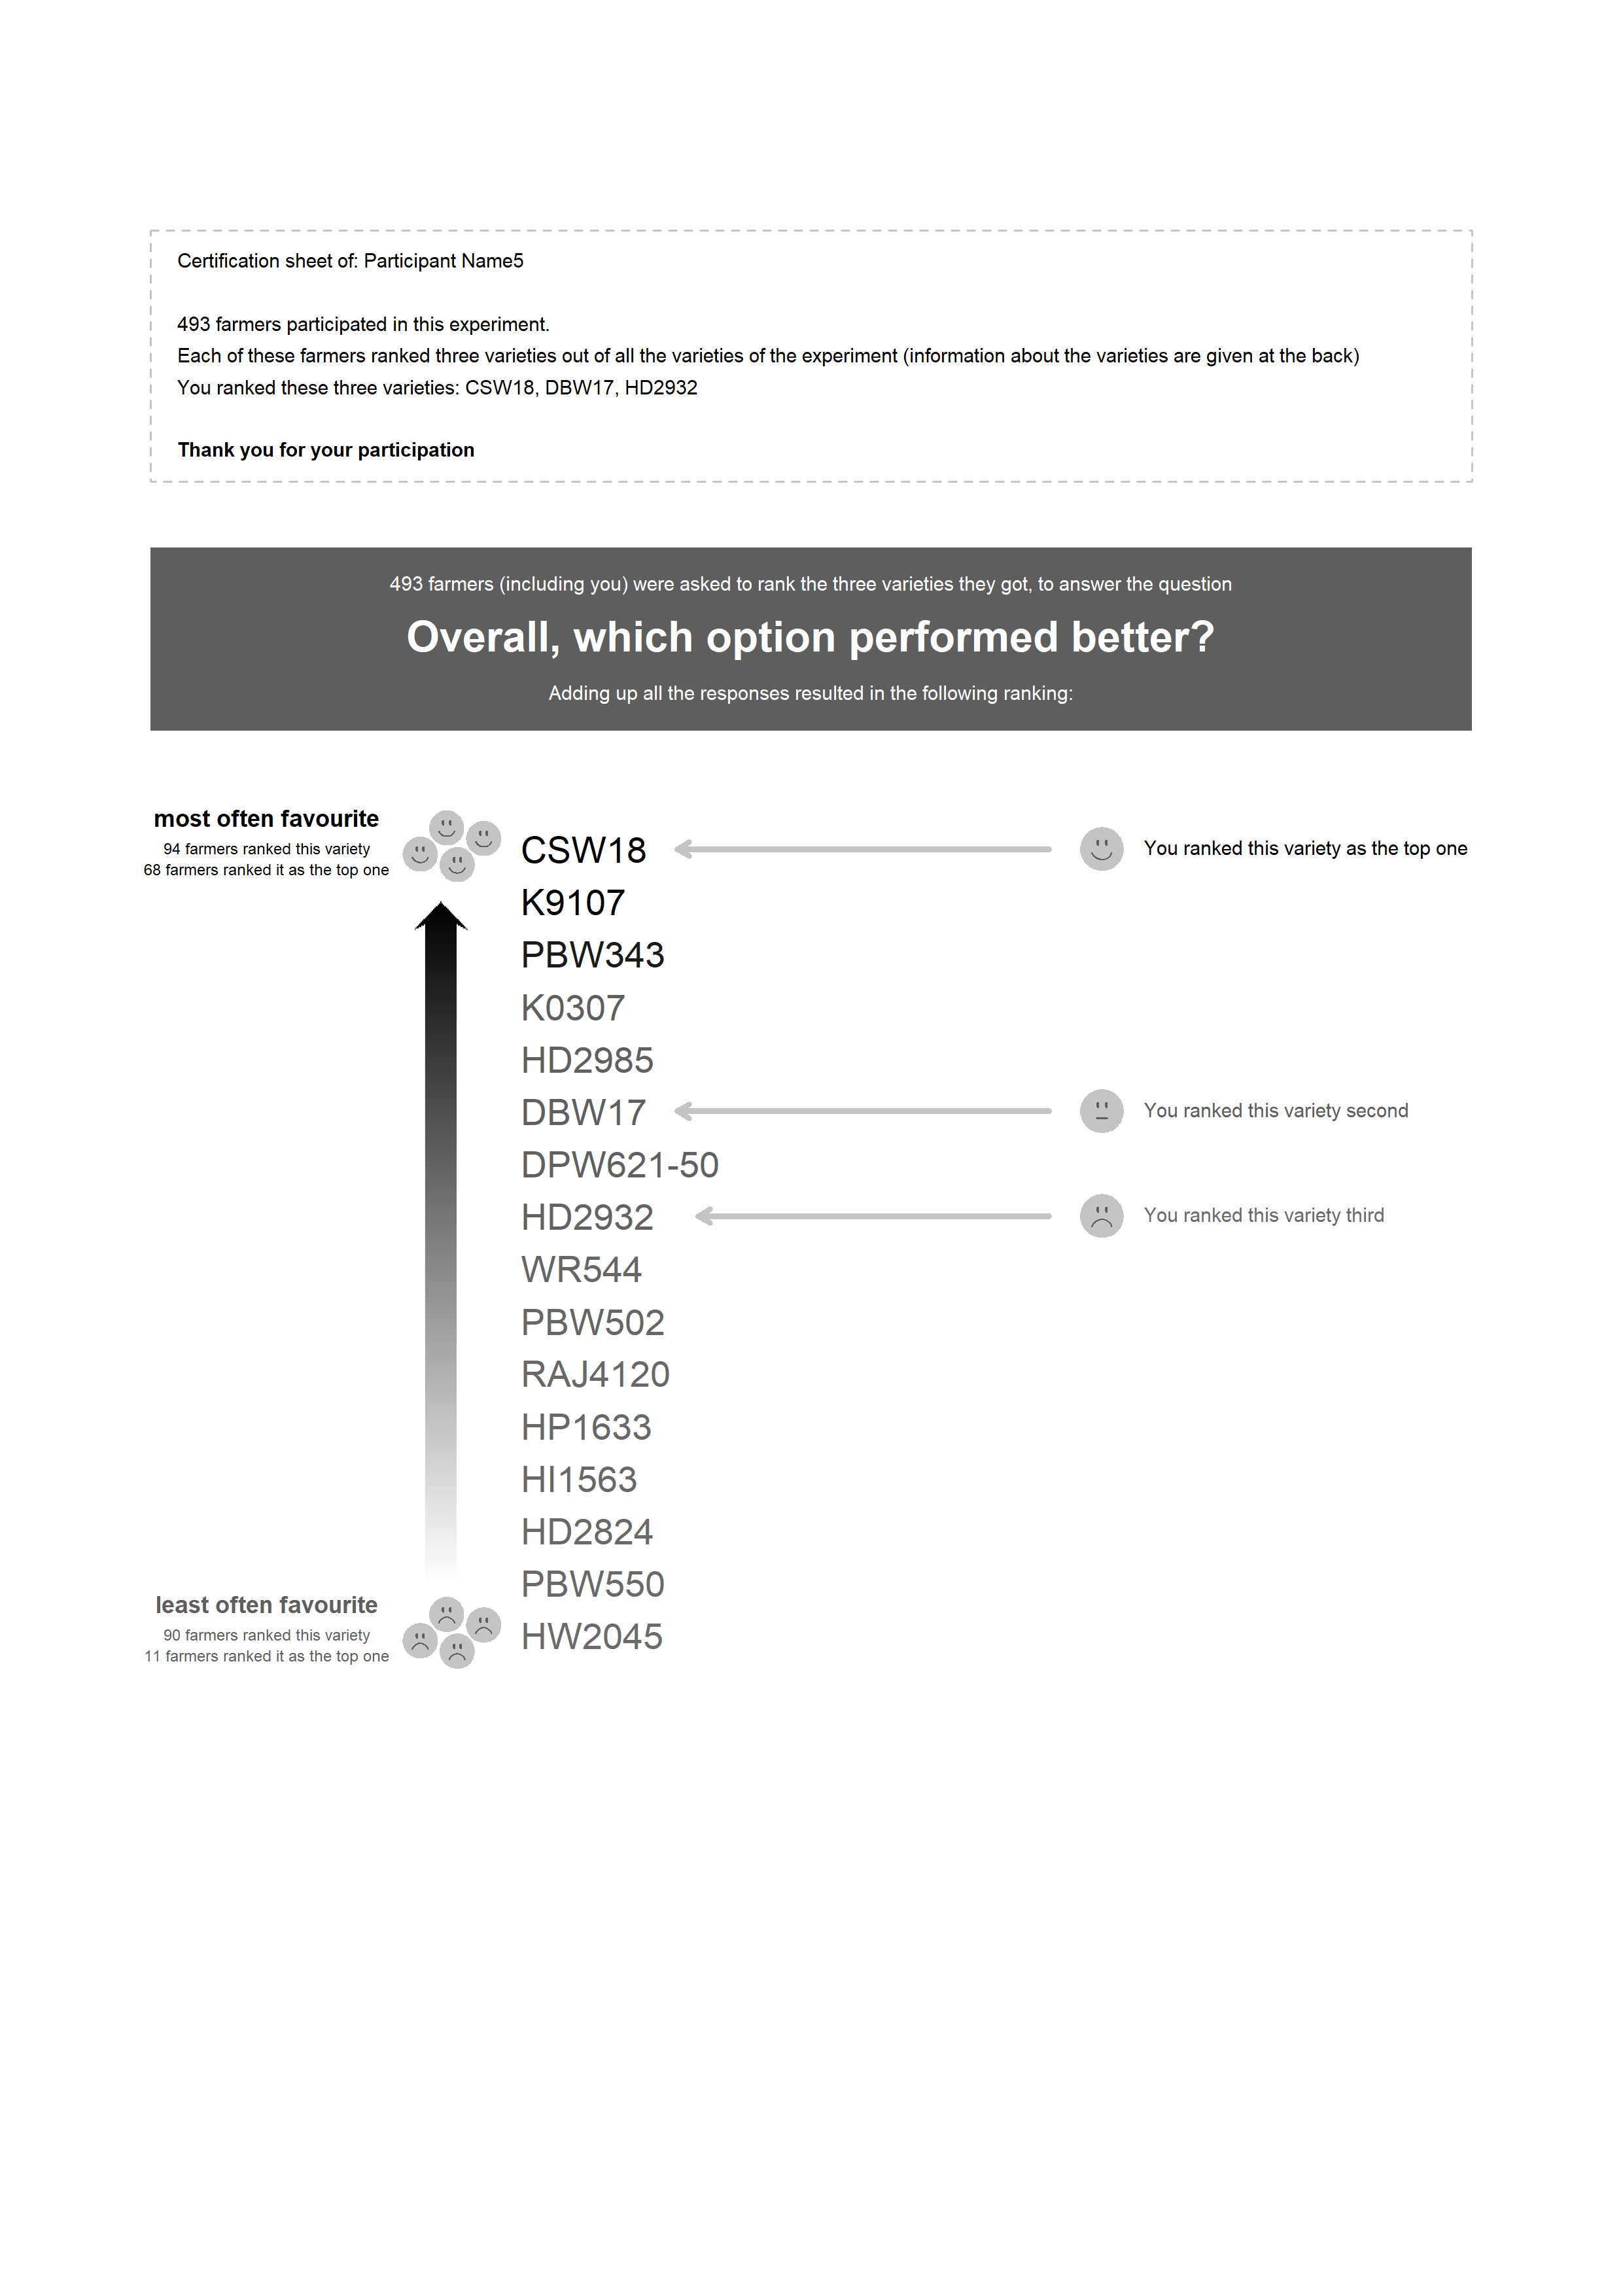 Certification sheet of: Participant Name5
493 farmers participated in this experiment.
Each of these farmers ranked three varieties out of all the varieties of the experiment (information about the varieties are given at the back)
You ranked these three varieties: CSW18, DBW17, HD2932
Thank you for your participation
493 farmers (including you) were asked to rank the three varieties they got, to answer the question
Overall, which option performed better?
Adding up all the responses resulted in the following ranking:
most often favourite
94 farmers ranked this variety
68 farmers ranked it as the top one
CSW18
You ranked this variety as the top one
K9107
PBW343
K0307
HD2985
DBW17
You ranked this variety second
DPW621-50
HD2932
You ranked this variety third
WR544
PBW502
RAJ4120
HP1633
HI1563
HD2824
PBW550
least often favourite
90 farmers ranked this variety
11 farmers ranked it as the top one
HW2045